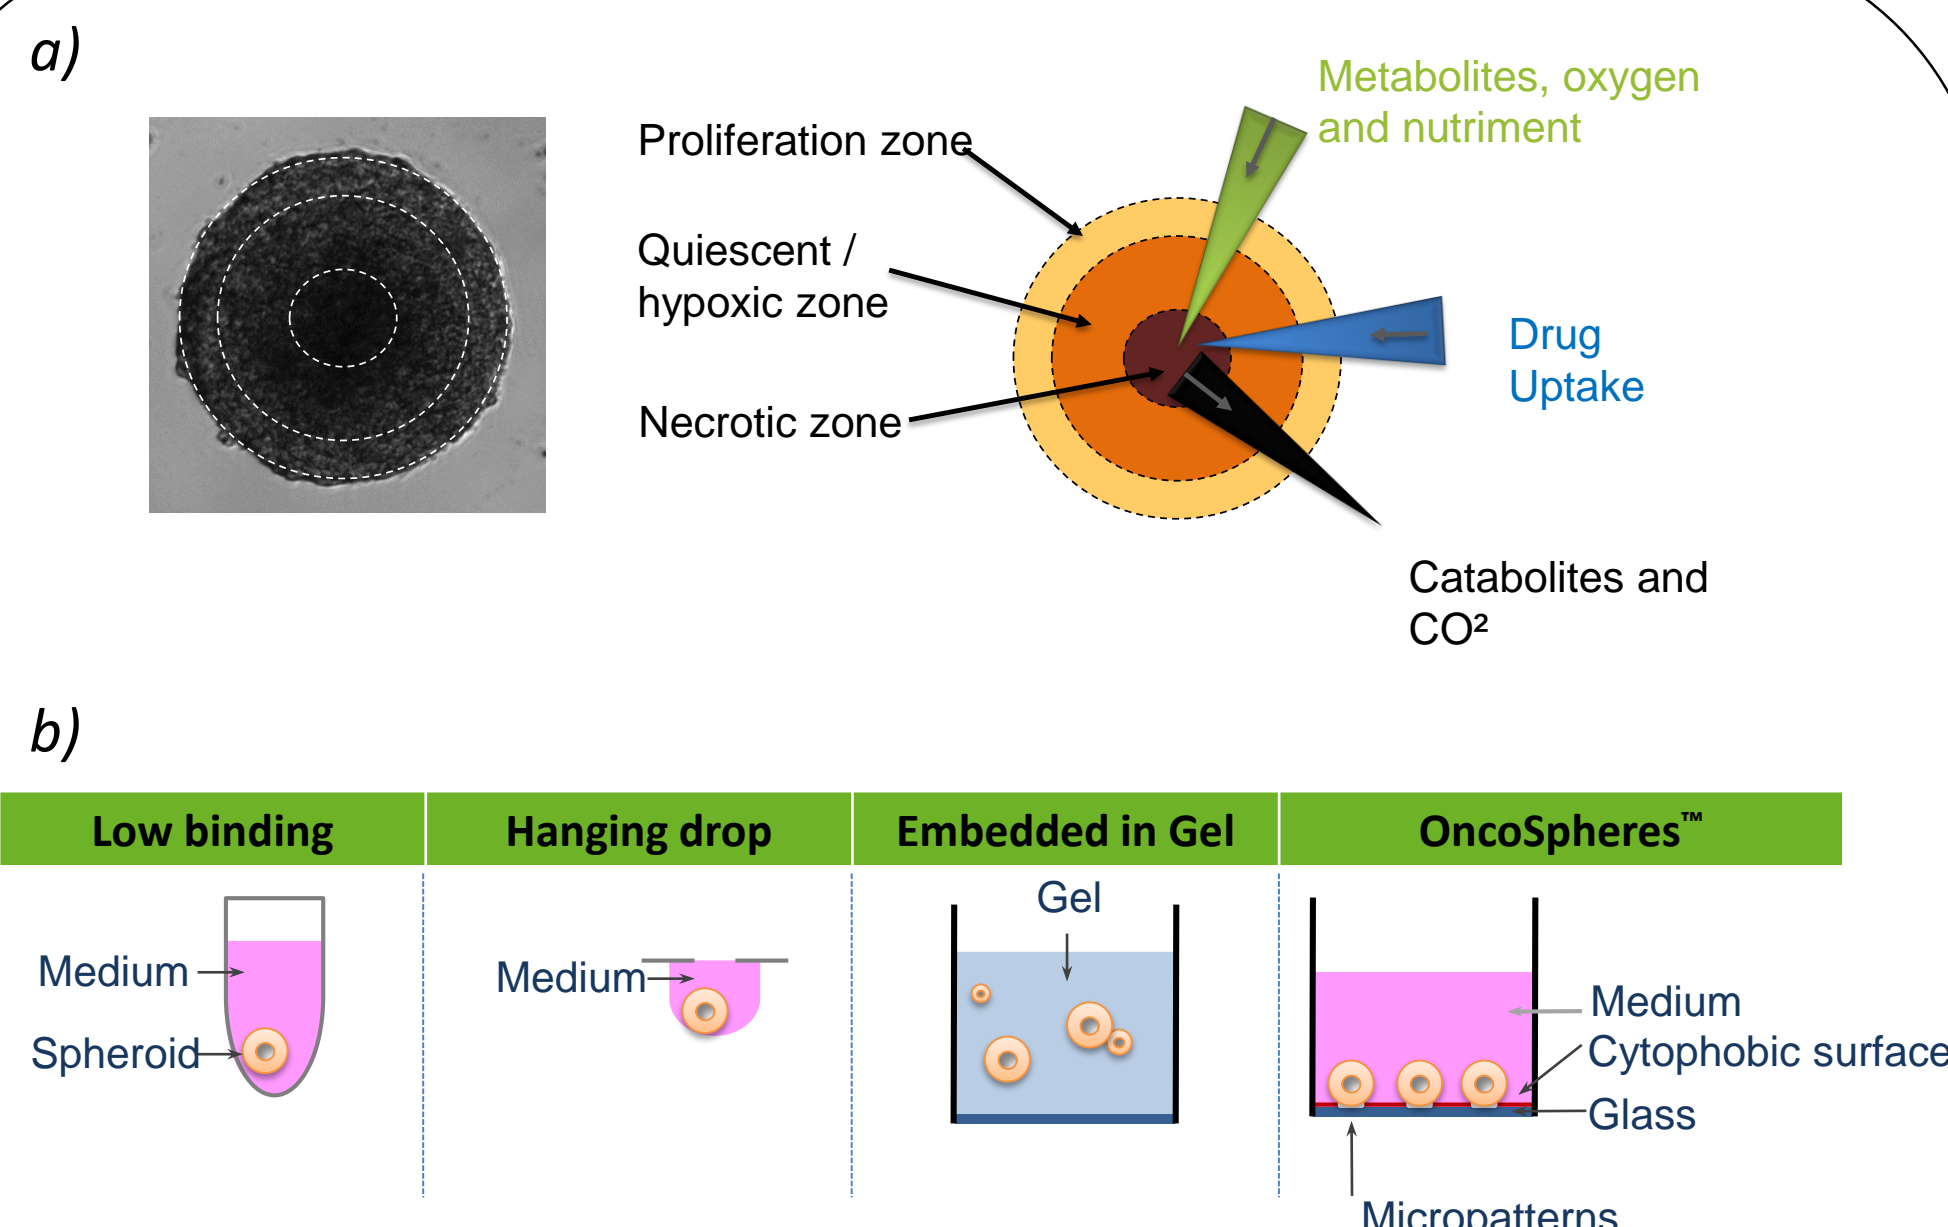 a)
Metabolites, oxygen
and nutriment
Proliferation zone
Quiescent /
hypoxic zone
Drug
Uptake
Necrotic zone
Catabolites and
CO²
b)
Low binding
Hanging drop
Embedded in Gel
OncoSpheres™
Gel
Medium
Spheroid
Medium
Medium
Cytophobic surface
Glass
Micropatterns